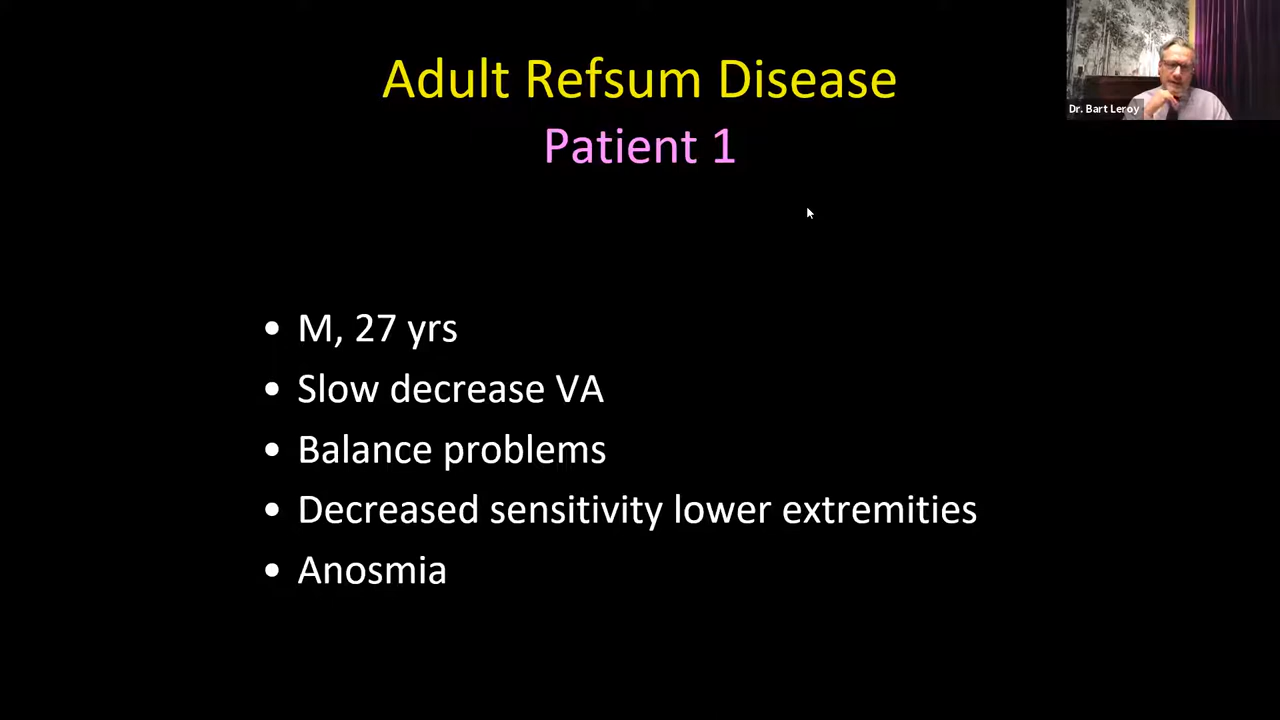 Adult Refsum Disease
Patient 1
Dr. Bart Leroy
• M, 27 yrs
• Slow decrease VA
• Balance problems
• Decreased sensitivity lower extremities
• Anosmia